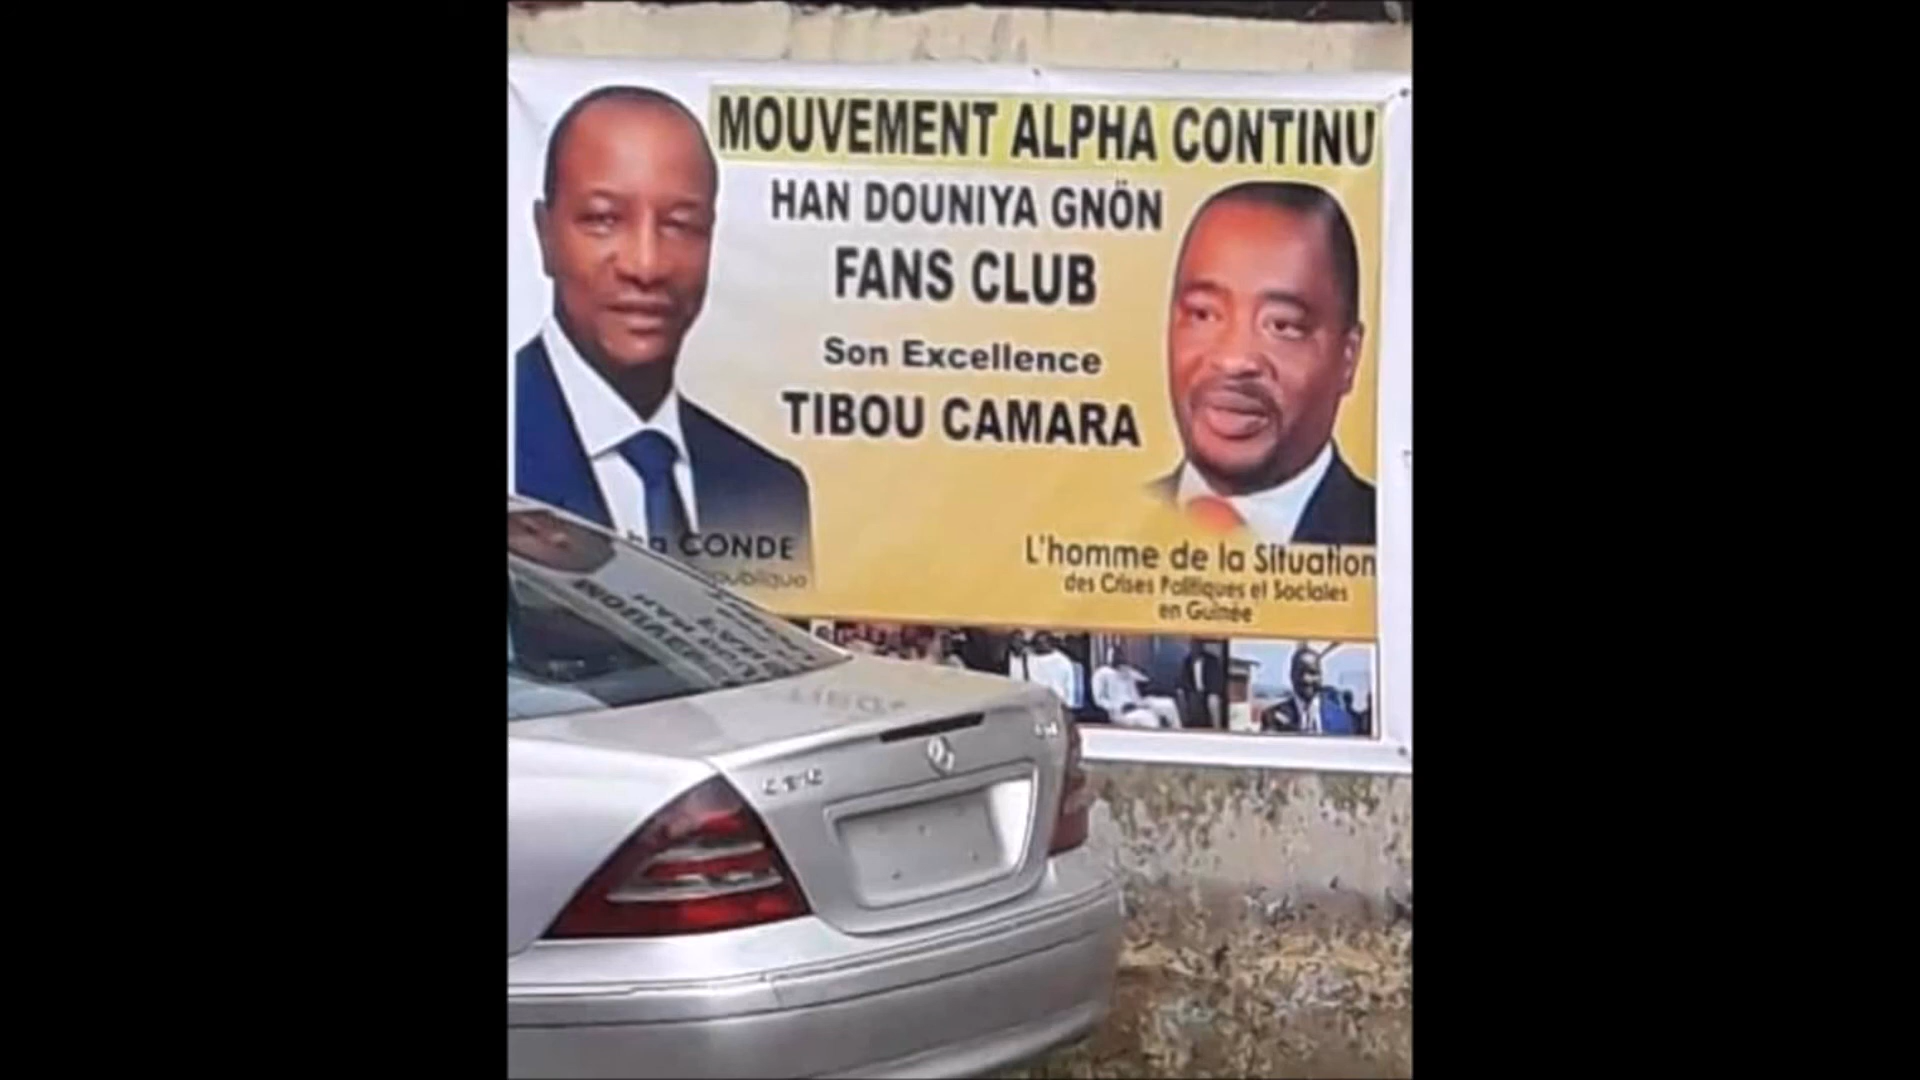 MOUVEMENT ALPHA CONTINU
HAN DOUNIYA GNÖN
FANS CLUB
Son Excellence
TIBOU CAMARA
CONDE
L'homme de la Situation
des Crises Politiques et Sociales
en Guinée